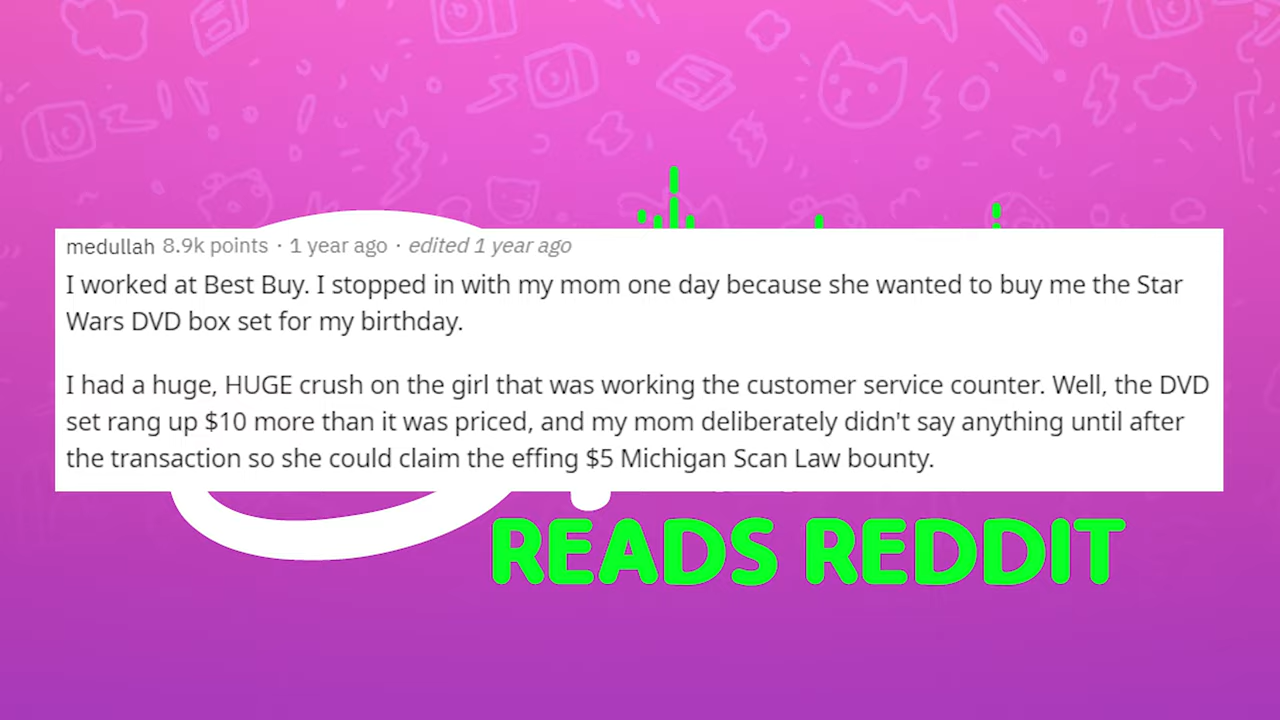 medullah 8.9k points · 1 year ago · edited 1 year ago
I worked at Best Buy. I stopped in with my mom one day because she wanted to buy me the Star
Wars DVD box set for my birthday.
I had a huge, HUGE crush on the girl that was working the customer service counter. Well, the DVD
set rang up $10 more than it was priced, and my mom deliberately didn't say anything until after
the transaction so she could claim the effing $5 Michigan Scan Law bounty.
READS REDDIT